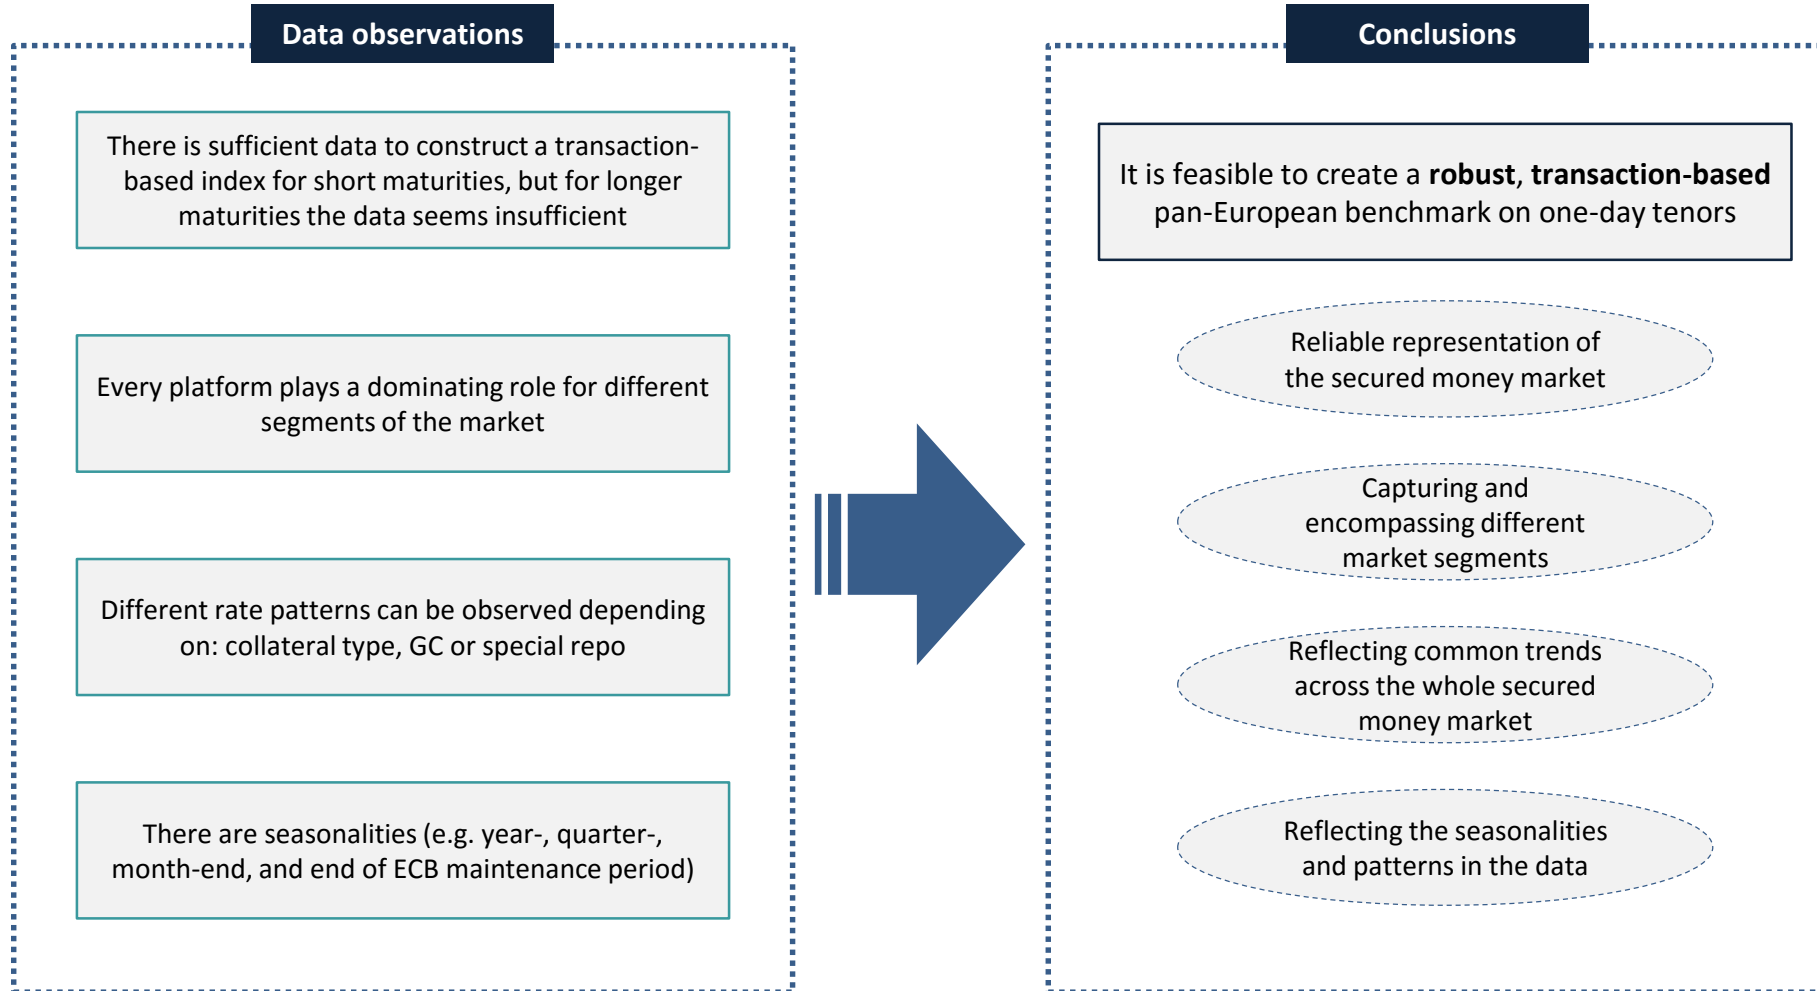 Data observations
There is sufficient data to construct a transaction-
based index for short maturities, but for longer
maturities the data seems insufficient
Every platform plays a dominating role for different
segments of the market
Different rate patterns can be observed depending
on: collateral type, GC or special repo
There are seasonalities (e.g. year-, quarter-,
month-end, and end of ECB maintenance period)
Conclusions
It is feasible to create a robust, transaction-based
pan-European benchmark on one-day tenors
Reliable representation of
the secured money market
Capturing and
encompassing different
market segments
Reflecting common trends
across the whole secured
money market
Reflecting the seasonalities
and patterns in the data